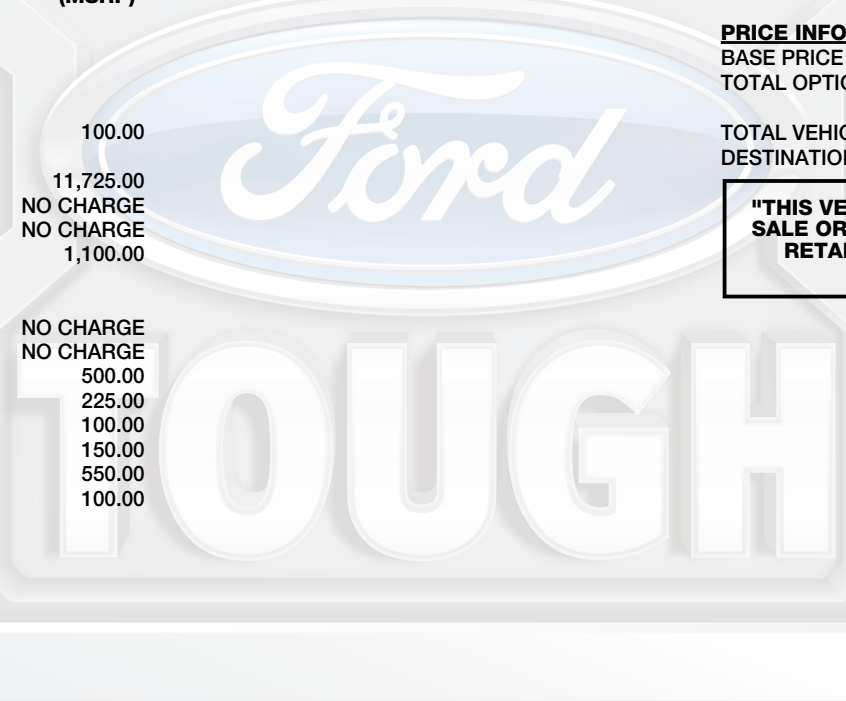 (MSRP)
100.00
11,725.00
NO CHARGE
NO CHARGE
1,100.00
NO CHARGE
NO CHARGE
500.00
225.00
100.00
150.00
550.00
100.00
PRICE INFO
BASE PRICE
TOTAL OPTIO
TOTAL VEHIC
DESTINATION
"THIS VE
SALE OR
RETAI
Ford
TOUGH